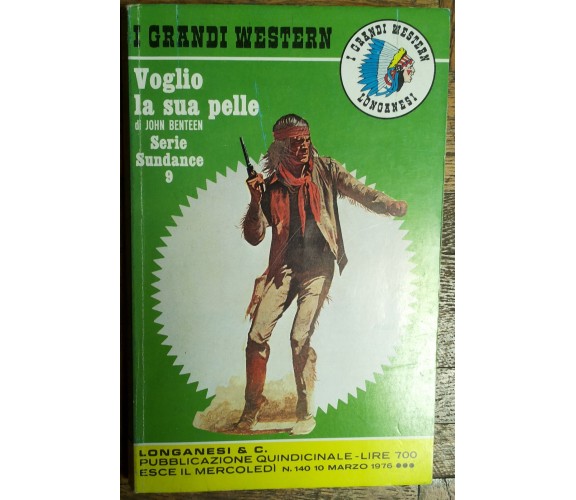 I GRANDI WESTERN
I GRANDI WESTERN
LONGANESI
Voglio
la sua pelle
di JOHN BENTEEN
Serie
Sundance
9
LONGANESI & C.
PUBBLICAZIONE QUINDICINALE-LIRE 700
ESCE IL MERCOLEDÌ N. 140 10 MARZO 1976